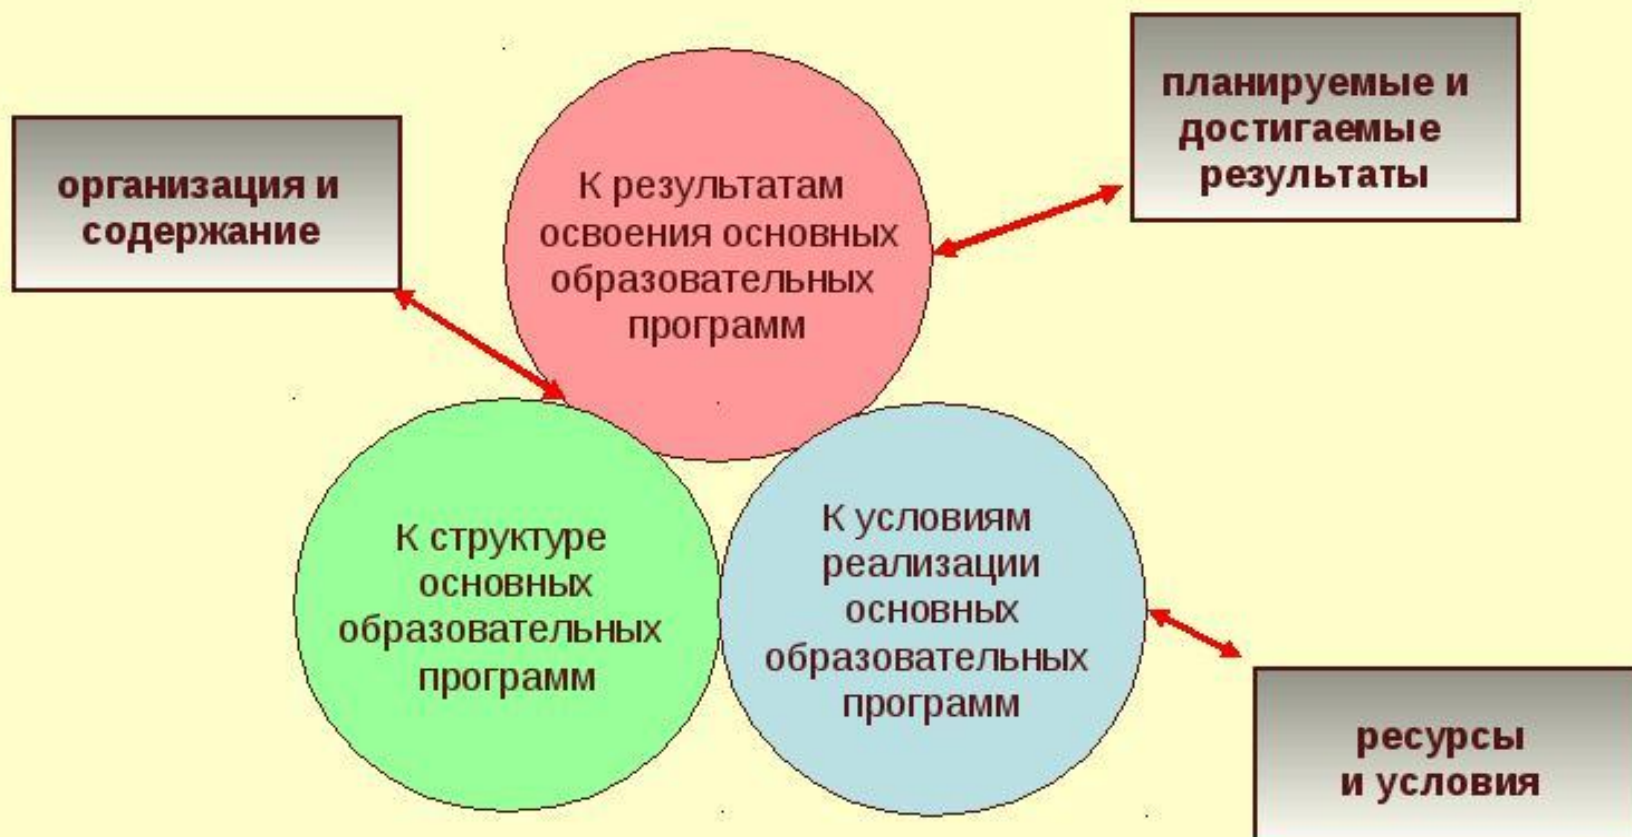 планируемые и
достигаемые
результаты
организация и
содержание
К результатам
освоения основных
образовательных
программ
К структуре
основных
образовательных
программ
К условиям
реализации
основных
образовательных
программ
ресурсы
и условия